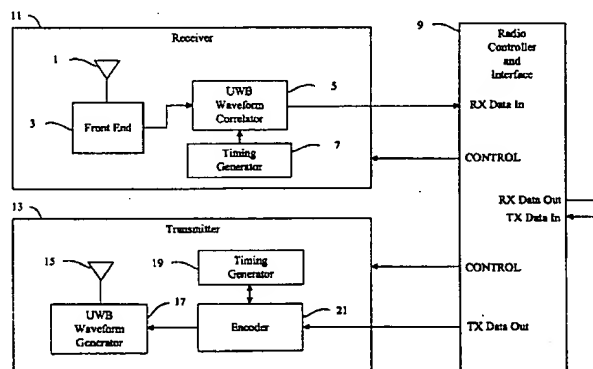 11
Receiver
1
3
Front End
UWB
Waveform
Correlator
5
Timing
Generator
7
9
Radio
Controller
and
Interface
RX Data In
CONTROL
RX Data Out
TX Data In
13
Transmitter
15
19
Timing
Generator
CONTROL
UWB
Waveform
Generator
17
Encoder
21
TX Data Out